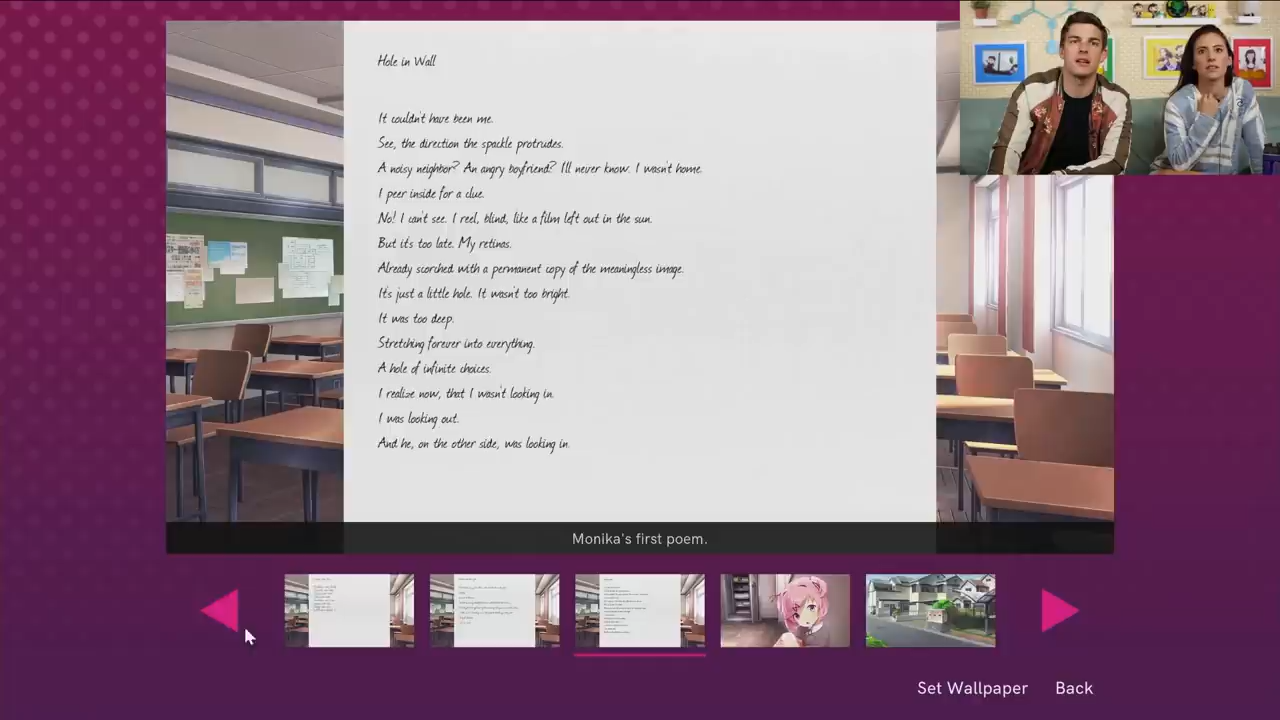 Hole in Wall
It couldn't have been me.
See, the direction the spackle protrudes.
A noisy neighbor? An angry boyfriend? I'll never know. I wasn't home.
I peer inside for a clue.
No! I can't see. I reel, blind, like a film left out in the sun.
But it's too late. My retinas.
Already scorched with a permanent copy of the meaningless image.
It's just a little hole. It wasn't too bright.
It was too deep.
Stretching forever into everything.
A hole of infinite choices.
I realize now, that I wasn't looking in.
I was looking out.
And he, on the other side, was looking in.
Monika's first poem.
Set Wallpaper
Back